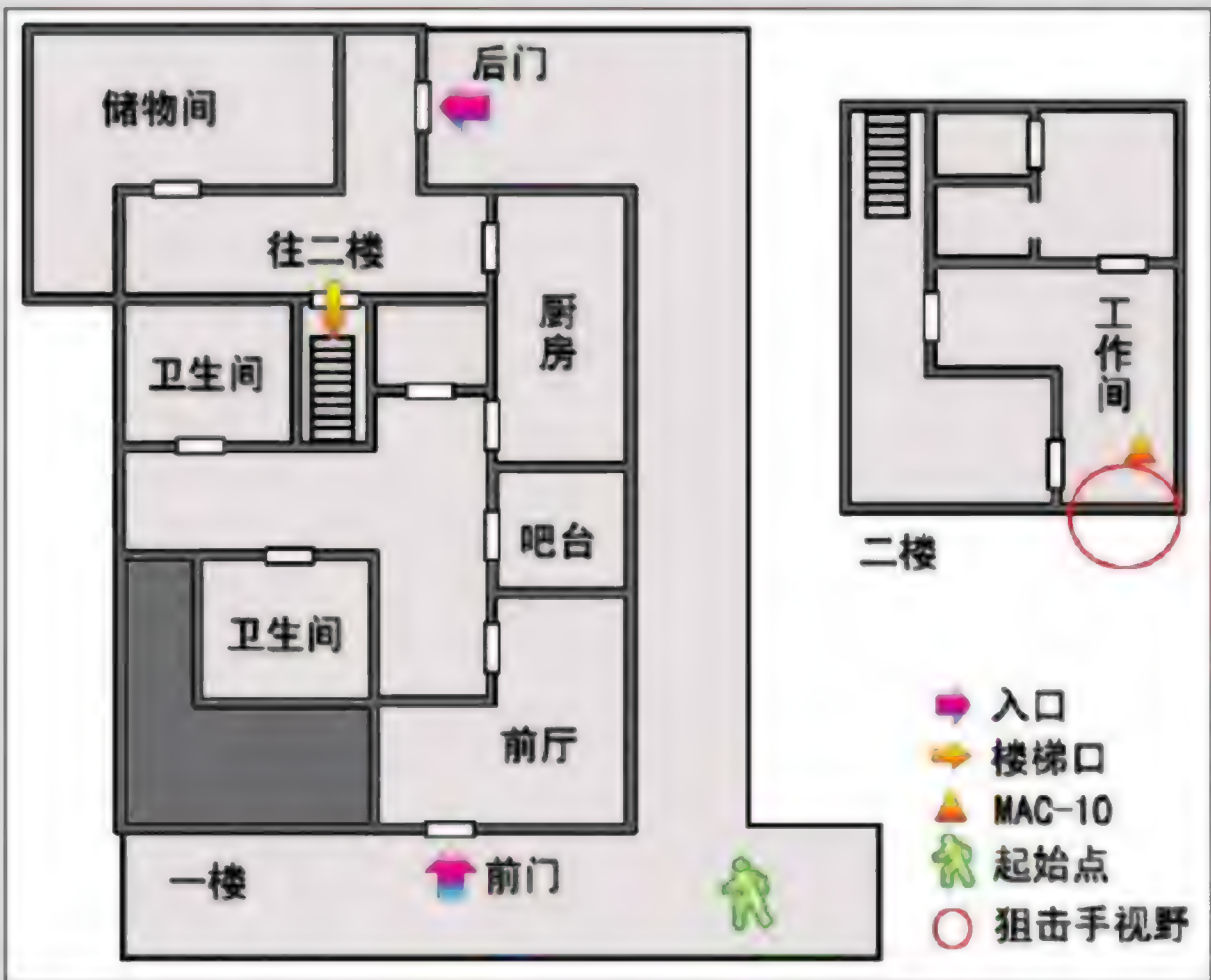 后门
储物间
往二楼
厨房
卫生间
吧台
卫生间
前厅
一楼
前门
工作间
二楼
入口
楼梯口
MAC-10
起始点
狙击手视野